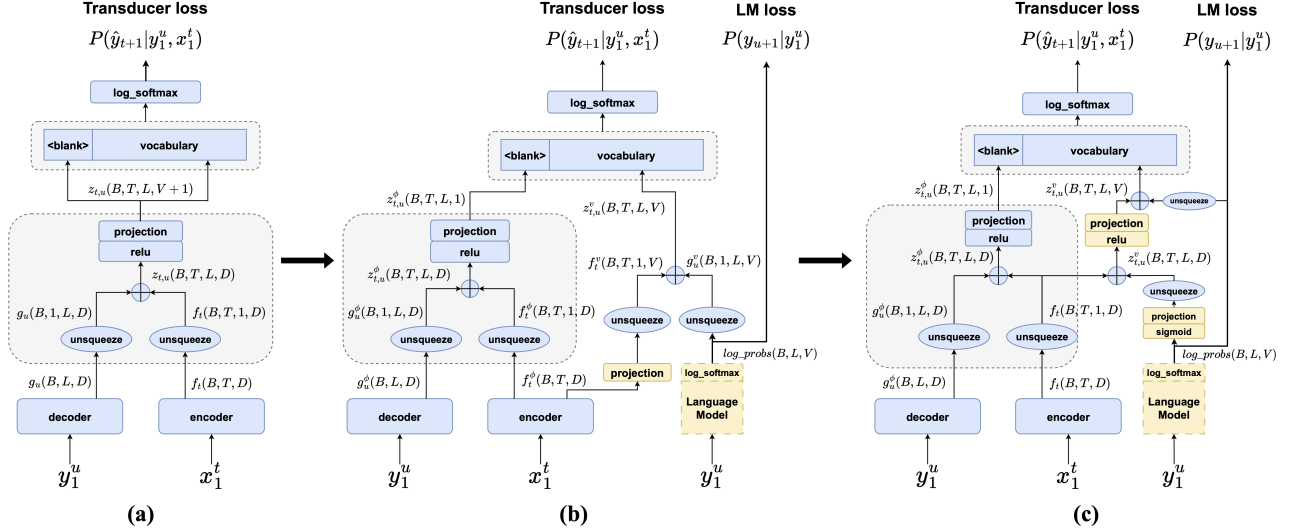 Transducer loss
P(ŷ_{t+1}|y_1^u, x_1^t)
log_softmax
<blank>
vocabulary
z_{t,u}(B, T, L, V + 1)
projection
relu
z_{t,u}(B, T, L, D)
g_u(B, 1, L, D)
f_t(B, T, 1, D)
unsqueeze
unsqueeze
g_u(B, L, D)
f_t(B, T, D)
decoder
encoder
y_1^u
x_1^t
(a)
Transducer loss
LM loss
P(ŷ_{t+1}|y_1^u, x_1^t)
P(y_{u+1}|y_1^u)
log_softmax
<blank>
vocabulary
z_{t,u}^ϕ(B, T, L, 1)
z_{t,u}^v(B, T, L, V)
projection
relu
z_{t,u}^ϕ(B, T, L, D)
f_t^v(B, T, 1, V)
g_u^v(B, 1, L, V)
g_u^ϕ(B, 1, L, D)
f_t^ϕ(B, T, 1, D)
unsqueeze
unsqueeze
unsqueeze
unsqueeze
log_probs(B, L, V)
g_u^ϕ(B, L, D)
f_t^ϕ(B, T, D)
projection
log_softmax
Language
Model
decoder
encoder
y_1^u
x_1^t
y_1^u
(b)
Transducer loss
LM loss
P(ŷ_{t+1}|y_1^u, x_1^t)
P(y_{u+1}|y_1^u)
log_softmax
<blank>
vocabulary
z_{t,u}^ϕ(B, T, L, 1)
z_{t,u}^v(B, T, L, V)
unsqueeze
projection
relu
projection
relu
z_{t,u}^ϕ(B, T, L, D)
z_{t,u}^v(B, T, L, D)
unsqueeze
g_u^ϕ(B, 1, L, D)
f_t(B, T, 1, D)
projection
sigmoid
unsqueeze
unsqueeze
log_probs(B, L, V)
g_u^ϕ(B, L, D)
f_t(B, T, D)
log_softmax
Language
Model
decoder
encoder
y_1^u
x_1^t
y_1^u
(c)